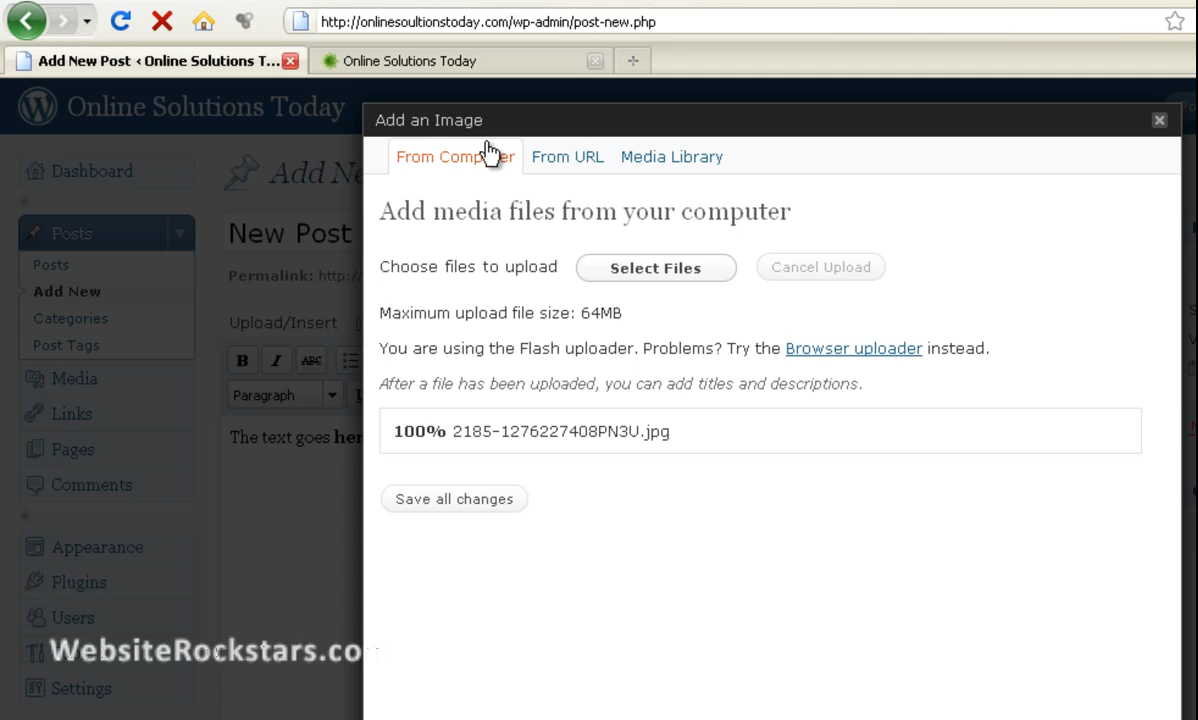 http://onlinesoultionstoday.com/wp-admin/post-new.php
Add New Post ‹ Online Solutions T...
Online Solutions Today
Online Solutions Today
Add an Image
From Computer
From URL
Media Library
Dashboard
Add Ne
Add media files from your computer
Posts
New Post
Choose files to upload
Select Files
Cancel Upload
Posts
Permalink: http:/
Add New
Maximum upload file size: 64MB
Categories
Upload/Insert
Post Tags
You are using the Flash uploader. Problems? Try the Browser uploader instead.
B I ABC
Media
After a file has been uploaded, you can add titles and descriptions.
Paragraph
Links
The text goes her
100% 2185-1276227408PN3U.jpg
Pages
Comments
Save all changes
Appearance
Plugins
Users
WebsiteRockstars.co
Settings